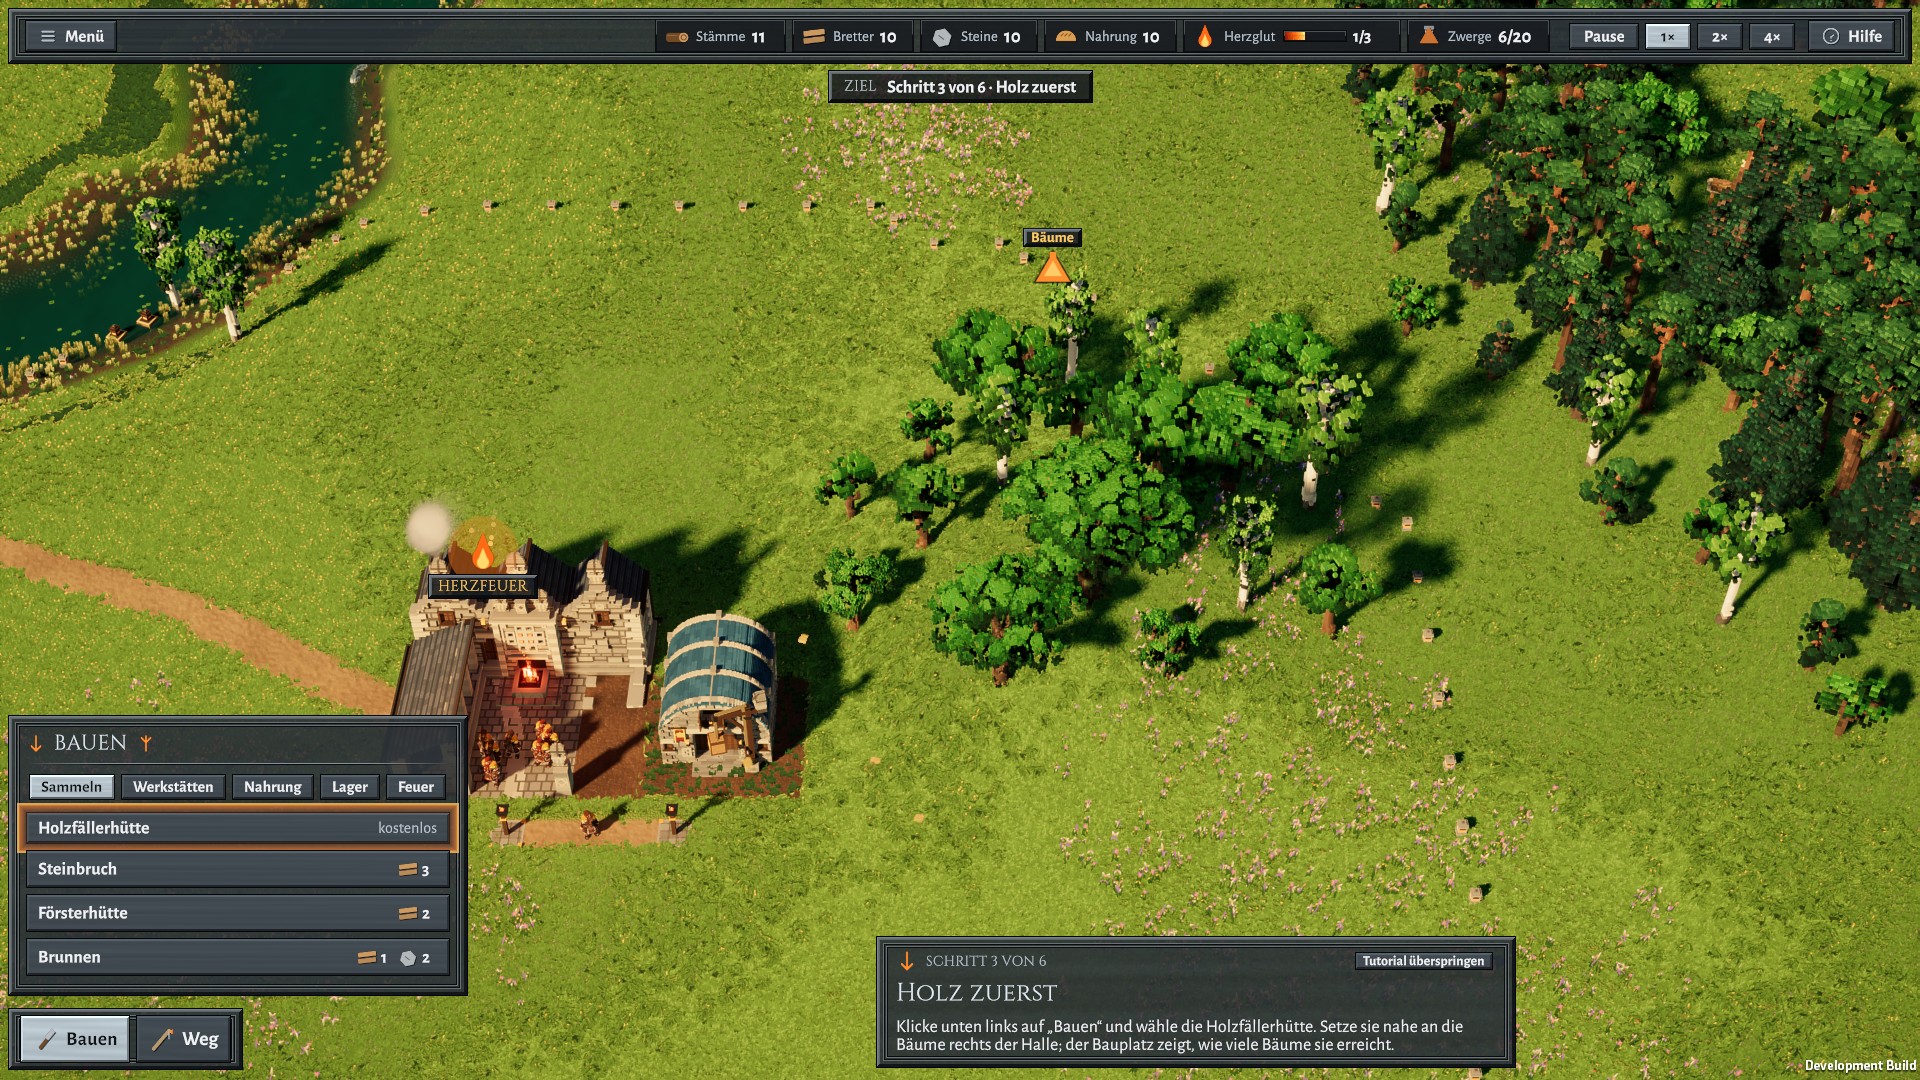 Menü
Stämme 11
Bretter 10
Steine 10
Nahrung 10
Herzglut 1/3
Zwerge 6/20
Pause
1×
2×
4×
Hilfe
ZIEL Schritt 3 von 6 · Holz zuerst
Bäume
HERZFEUER
BAUEN
Sammeln
Werkstätten
Nahrung
Lager
Feuer
Holzfällerhütte kostenlos
Steinbruch 3
Försterhütte 2
Brunnen 1 2
Bauen
Weg
SCHRITT 3 VON 6
Tutorial überspringen
HOLZ ZUERST
Klicke unten links auf „Bauen“ und wähle die Holzfällerhütte. Setze sie nahe an die
Bäume rechts der Halle; der Bauplatz zeigt, wie viele Bäume sie erreicht.
Development Build